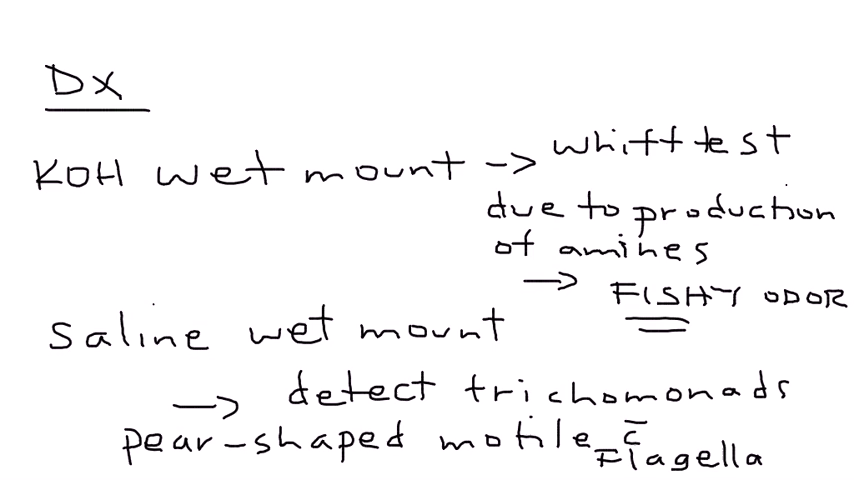 Dx
KOH wet mount -> whiff test
due to production
of amines
-> FISHY ODOR
saline wet mount
-> detect trichomonads
pear-shaped motile c̄
Flagella